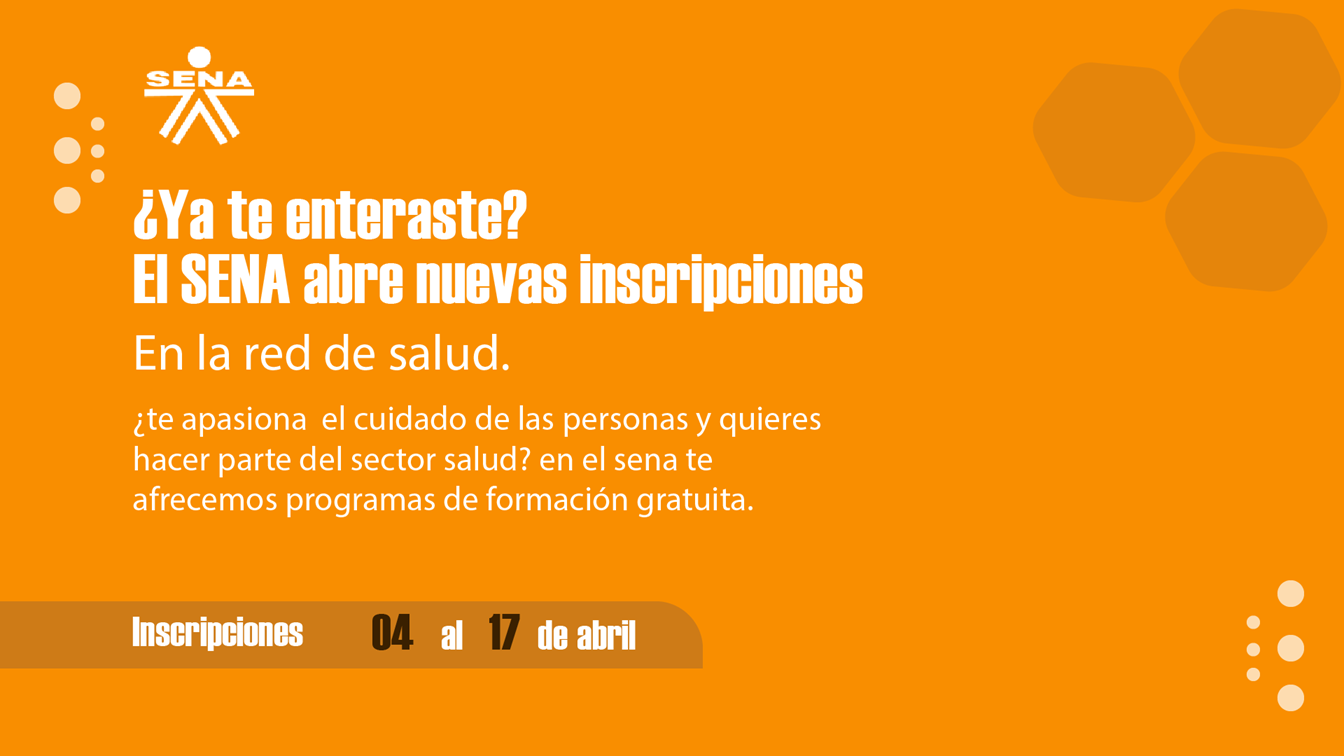 SENA
¿Ya te enteraste?
El SENA abre nuevas inscripciones
En la red de salud.
¿te apasiona  el cuidado de las personas y quieres
hacer parte del sector salud? en el sena te
afrecemos programas de formación gratuita.
Inscripciones 04 al 17 de abril